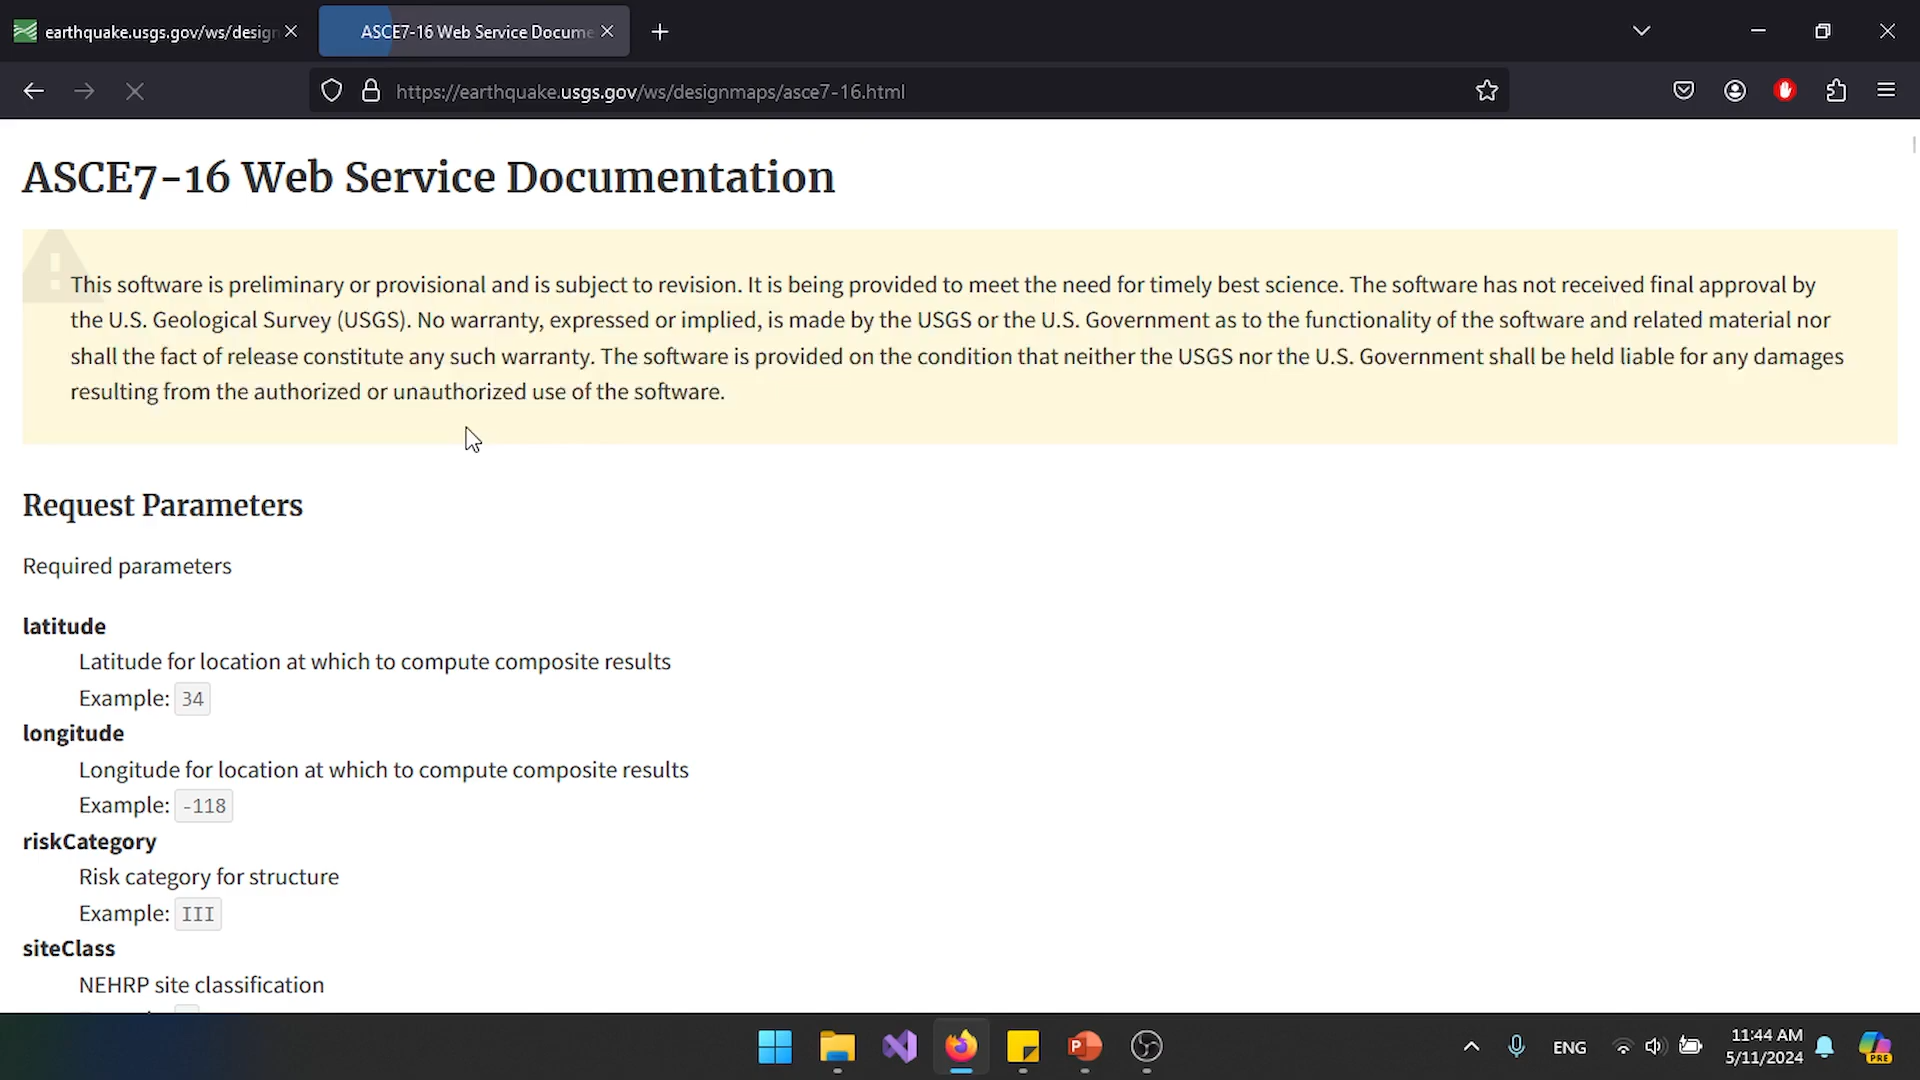 earthquake.usgs.gov/ws/design
ASCE7-16 Web Service Docume
https://earthquake.usgs.gov/ws/designmaps/asce7-16.html
ASCE7-16 Web Service Documentation
This software is preliminary or provisional and is subject to revision. It is being provided to meet the need for timely best science. The software has not received final approval by
the U.S. Geological Survey (USGS). No warranty, expressed or implied, is made by the USGS or the U.S. Government as to the functionality of the software and related material nor
shall the fact of release constitute any such warranty. The software is provided on the condition that neither the USGS nor the U.S. Government shall be held liable for any damages
resulting from the authorized or unauthorized use of the software.
Request Parameters
Required parameters
latitude
Latitude for location at which to compute composite results
Example: 34
longitude
Longitude for location at which to compute composite results
Example: -118
riskCategory
Risk category for structure
Example: III
siteClass
NEHRP site classification
ENG
11:44 AM
5/11/2024
PRE